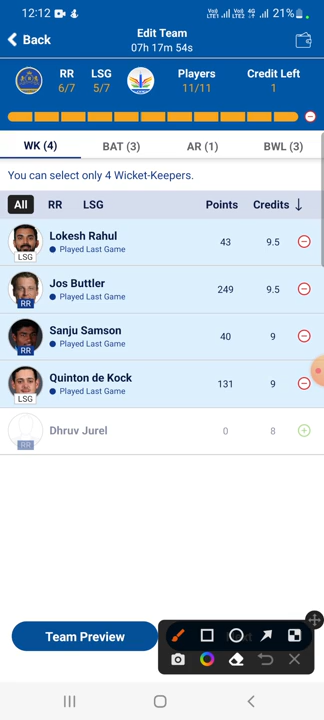 12:12 21%
Edit Team
Back
07h 17m 54s
RR LSG Players Credit Left
6/7 5/7 11/11 1
WK (4) BAT (3) AR (1) BWL (3)
You can select only 4 Wicket-Keepers.
All RR LSG Points Credits ↓
Lokesh Rahul
Played Last Game
LSG
43 9.5
Jos Buttler
Played Last Game
RR
249 9.5
Sanju Samson
Played Last Game
RR
40 9
Quinton de Kock
Played Last Game
LSG
131 9
Dhruv Jurel
RR
0 8
Team Preview